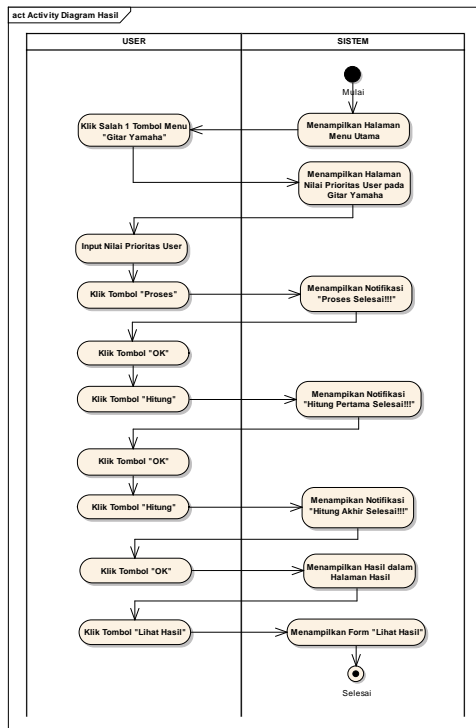 act Activity Diagram Hasil
USER
SISTEM
Mulai
Menampilkan Halaman
Menu Utama
Klik Salah 1 Tombol Menu
"Gitar Yamaha"
Menampilkan Halaman
Nilai Prioritas User pada
Gitar Yamaha
Input Nilai Prioritas User
Klik Tombol "Proses"
Menampilkan Notifikasi
"Proses Selesai!!!"
Klik Tombol "OK"
Klik Tombol "Hitung"
Menampikan Notifikasi
"Hitung Pertama Selesai!!!"
Klik Tombol "OK"
Klik Tombol "Hitung"
Menampikan Notifikasi
"Hitung Akhir Selesai!!!"
Klik Tombol "OK"
Menampilkan Hasil dalam
Halaman Hasil
Klik Tombol "Lihat Hasil"
Menampilkan Form "Lihat Hasil"
Selesai